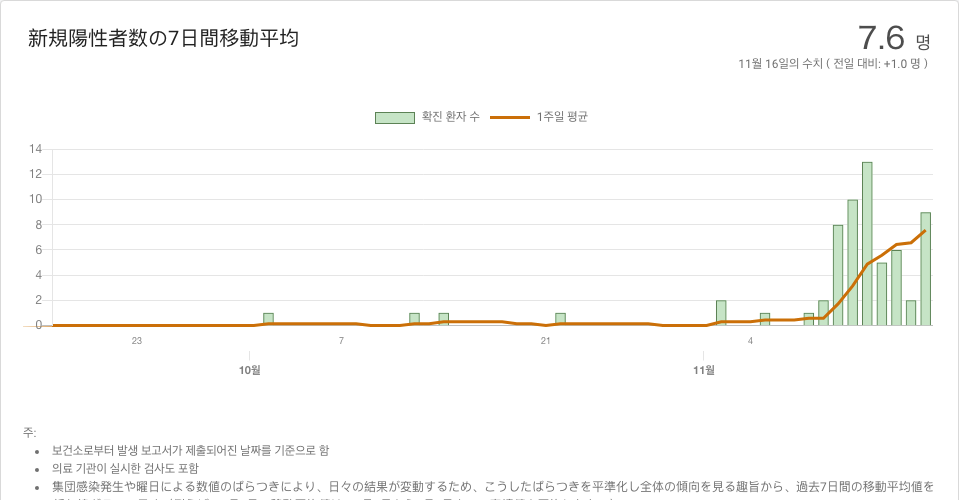 新規陽性者数の7日間移動平均
7.6 명
11월 16일의 수치 ( 전일 대비: +1.0 명 )
확진 환자 수 1주일 평균
14
12
10
8
6
4
2
0
23 7 21 4
10월 11월
주:
보건소로부터 발생 보고서가 제출되어진 날짜를 기준으로 함
의료 기관이 실시한 검사도 포함
集団感染発生や曜日による数値のばらつきにより、日々の結果が変動するため、こうしたばらつきを平準化し全体の傾向を見る趣旨から、過去7日間の移動平均値を